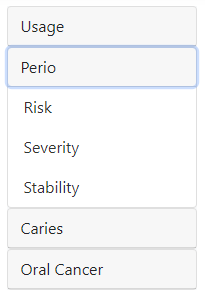 Usage
Perio
Risk
Severity
Stability
Caries
Oral Cancer